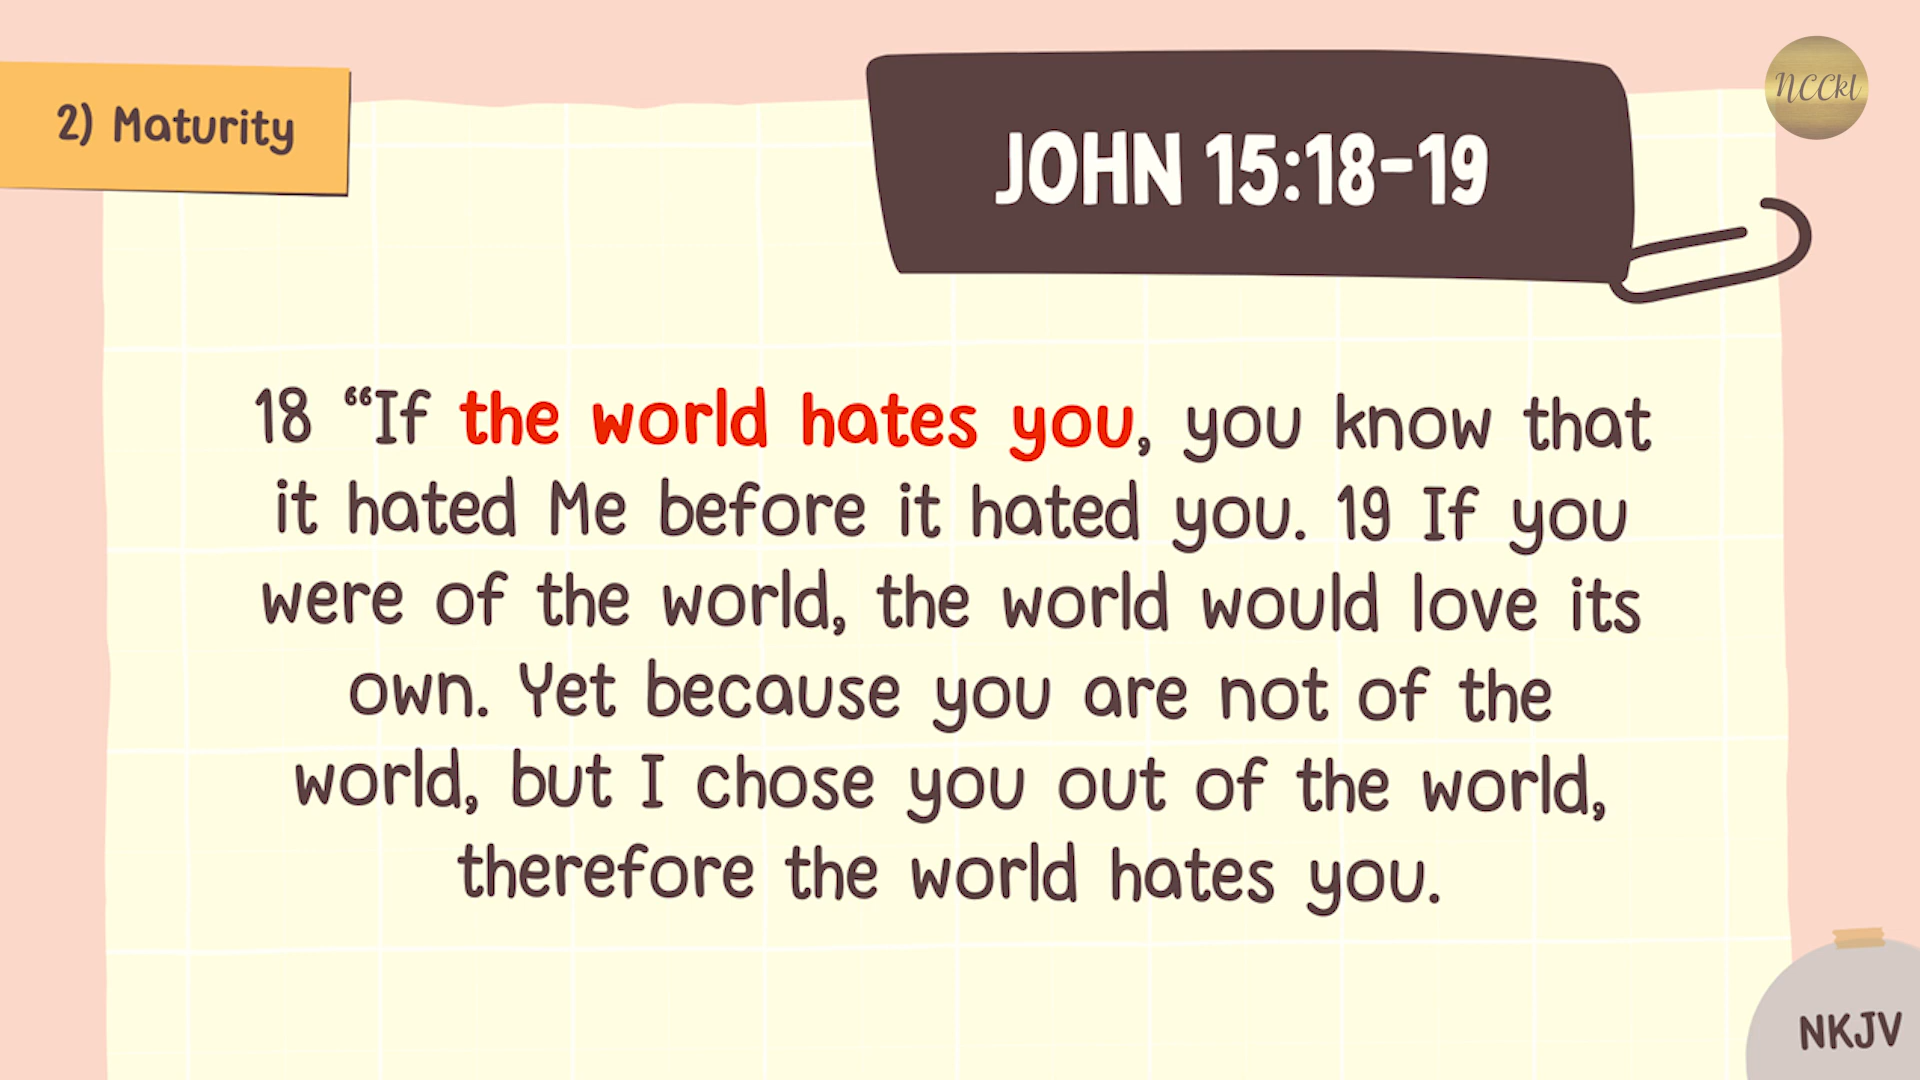 2) Maturity
JOHN 15:18-19
NCCkl
18 “If the world hates you, you know that
it hated Me before it hated you. 19 If you
were of the world, the world would love its
own. Yet because you are not of the
world, but I chose you out of the world,
therefore the world hates you.
NKJV